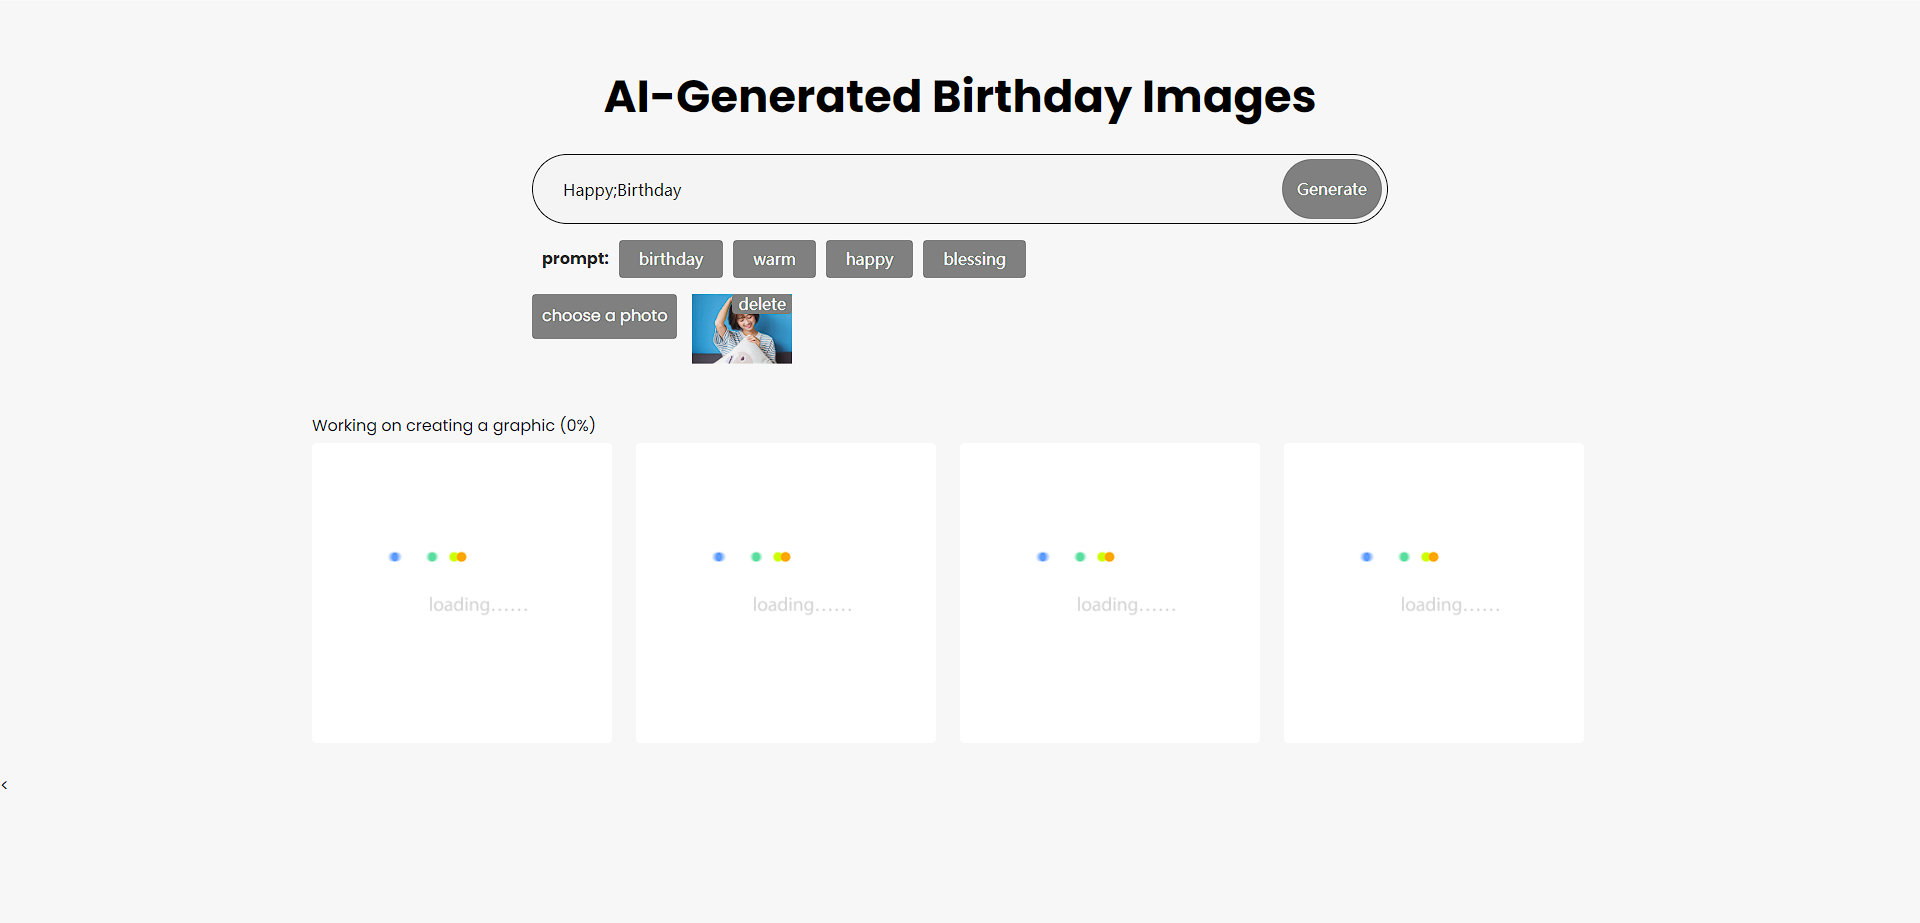 AI-Generated Birthday Images
Happy;Birthday
Generate
prompt: birthday warm happy blessing
choose a photo
delete
Working on creating a graphic (0%)
loading...... loading...... loading...... loading......
<